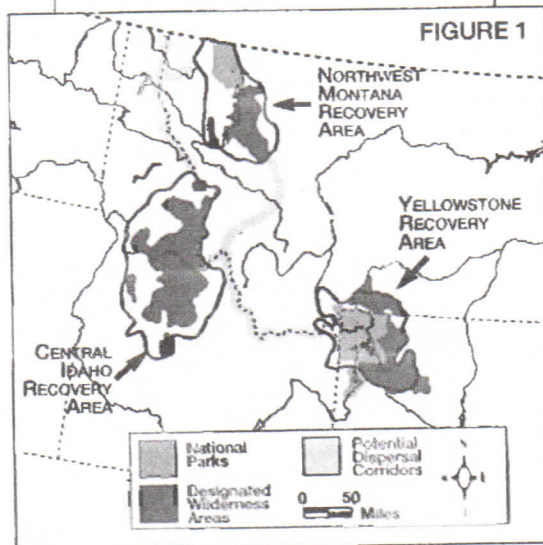 FIGURE 1
NORTHWEST
MONTANA
RECOVERY
AREA
YELLOWSTONE
RECOVERY
AREA
CENTRAL
IDAHO
RECOVERY
AREA
National
Parks
Potential
Dispersal
Corridors
Designated
Wilderness
Areas
0 50
Miles